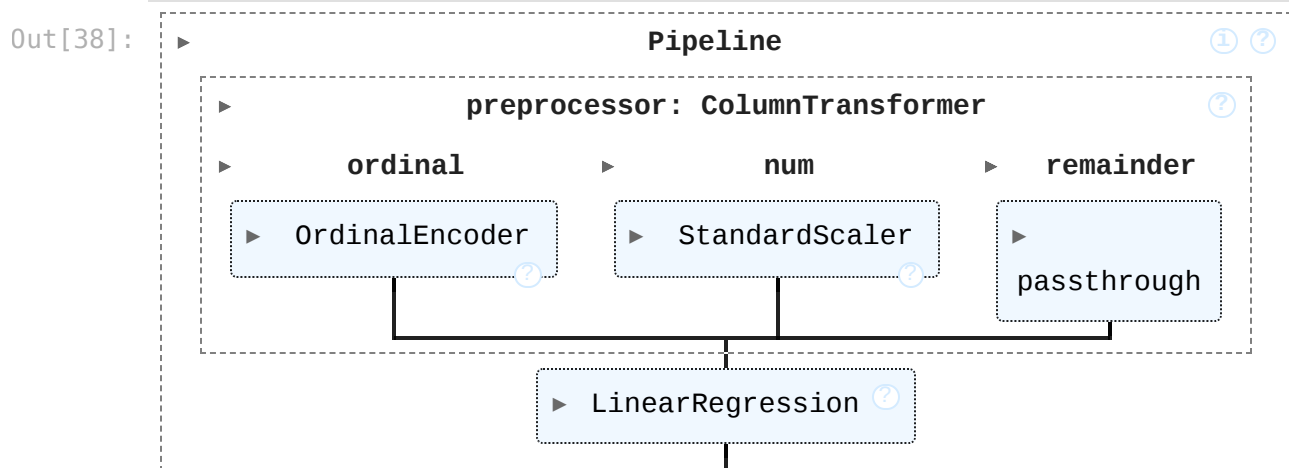 Out[38]:
▶ Pipeline i ?
▶ preprocessor: ColumnTransformer ?
▶ ordinal ▶ num ▶ remainder
▶ OrdinalEncoder ? ▶ StandardScaler ? ▶
passthrough
▶ LinearRegression ?